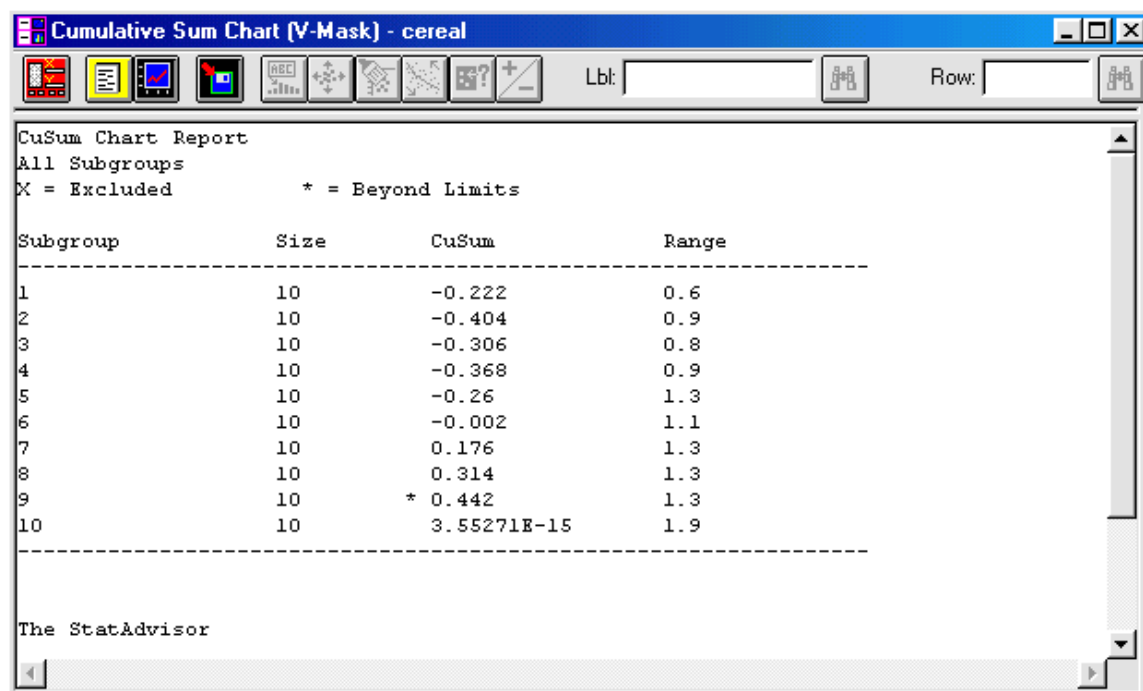 Cumulative Sum Chart (V-Mask) - cereal
ABC Lbl: Row:
CuSum Chart Report
All Subgroups
X = Excluded * = Beyond Limits
Subgroup Size CuSum Range
-----------------------------------------------------------------
1 10 -0.222 0.6
2 10 -0.404 0.9
3 10 -0.306 0.8
4 10 -0.368 0.9
5 10 -0.26 1.3
6 10 -0.002 1.1
7 10 0.176 1.3
8 10 0.314 1.3
9 10 * 0.442 1.3
10 10 3.55271E-15 1.9
-----------------------------------------------------------------
The StatAdvisor